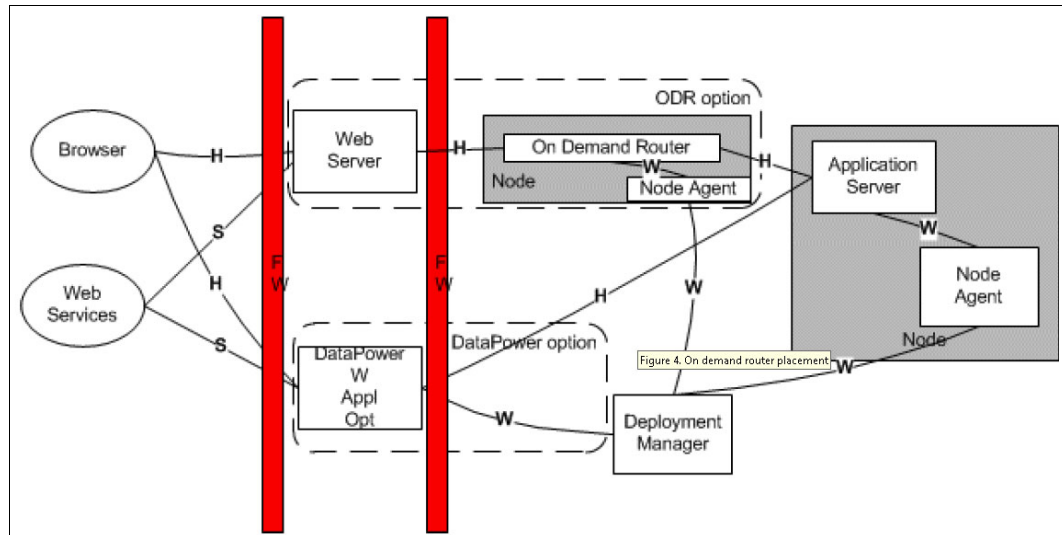 ODR option
Browser
Web
Server
On Demand Router
Node
Node Agent
Application
Server
H
H
H
W
S
W
F
W
F
W
H
W
H
Web
Services
Node
Agent
S
Node
DataPower option
DataPower
W
Appl
Opt
Figure 4. On demand router placement
W
W
Deployment
Manager